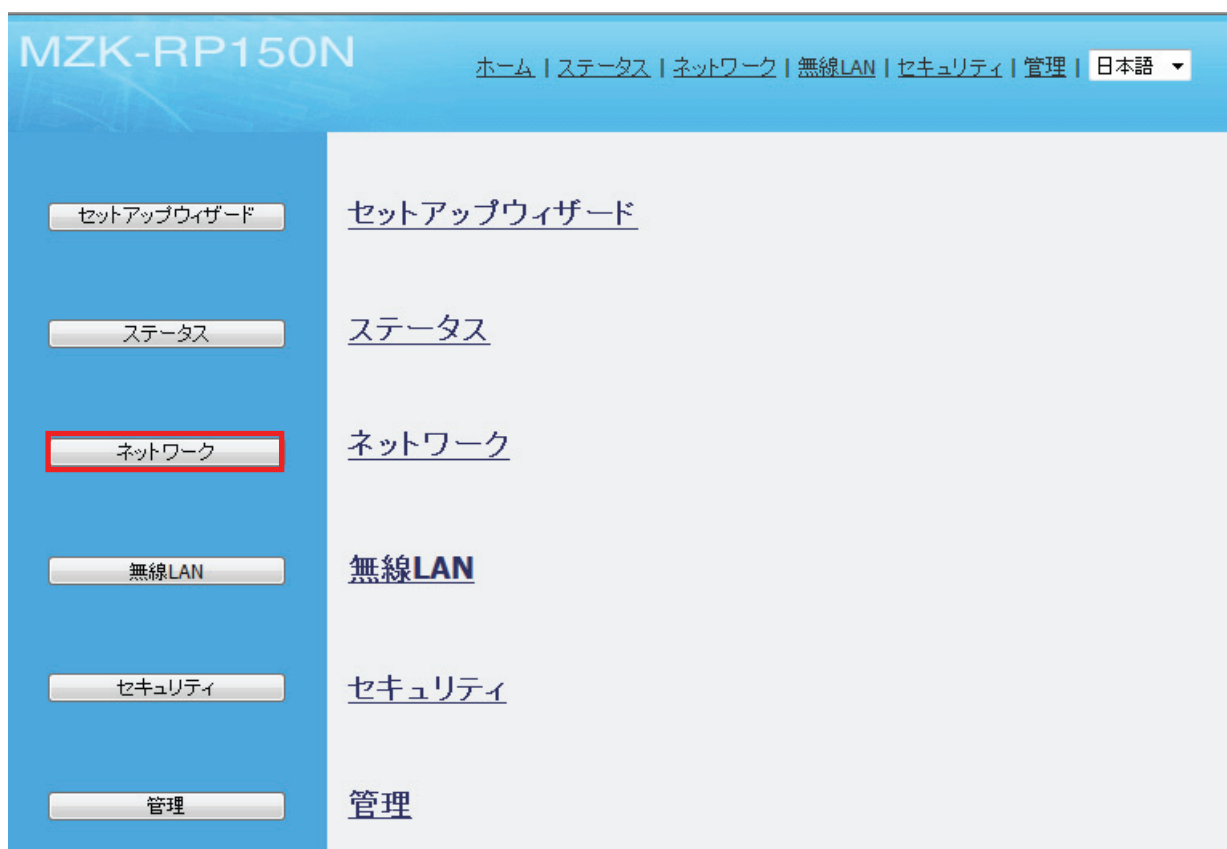 MZK-RP150N
ホーム | ステータス | ネットワーク | 無線LAN | セキュリティ | 管理 | 日本語
セットアップウィザード セットアップウィザード
ステータス ステータス
ネットワーク ネットワーク
無線LAN 無線LAN
セキュリティ セキュリティ
管理 管理